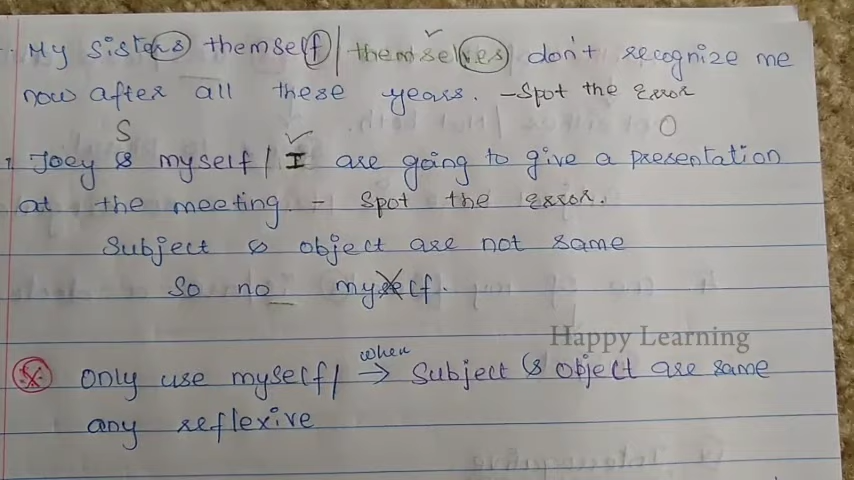 My Sisters themself / themselves don't recognize me
now after all these years. - Spot the Error
S O
Joey & myself / I are going to give a presentation
at the meeting - Spot the Error.
Subject & object are not same
So no myself.
Happy Learning
when
Only use myself / → Subject & object are same
any reflexive